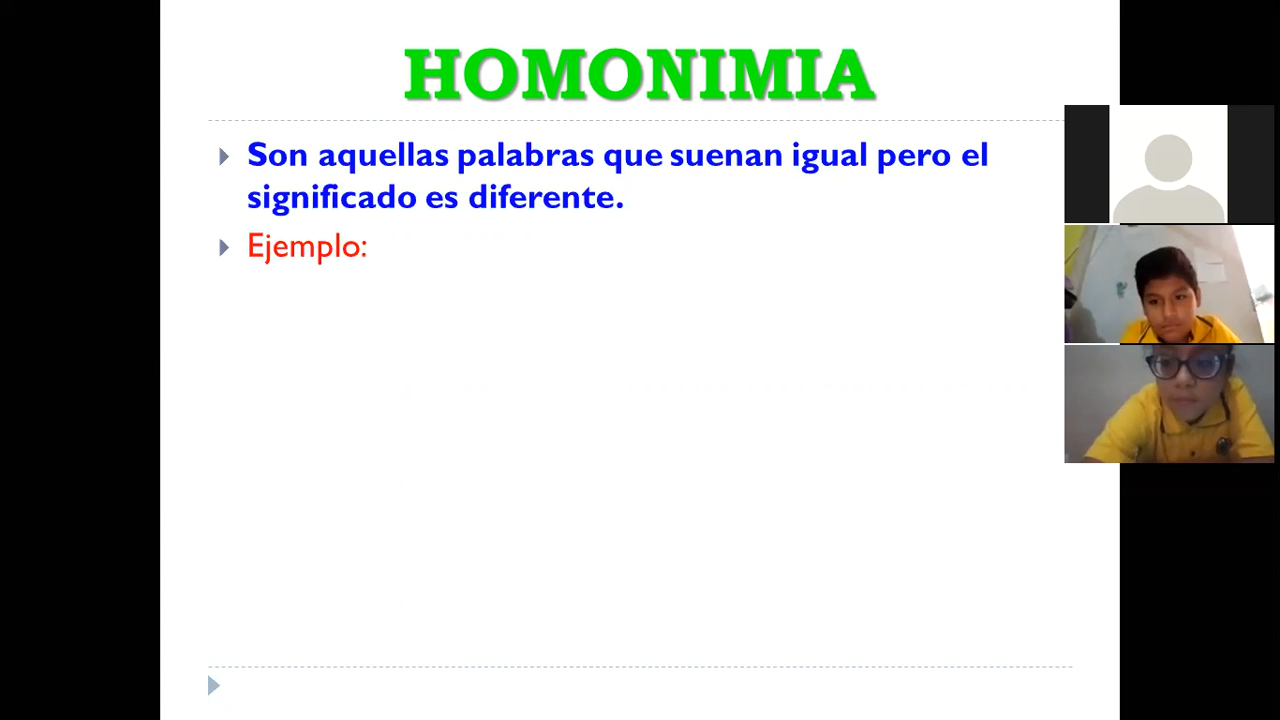 HOMONIMIA
Son aquellas palabras que suenan igual pero el
significado es diferente.
Ejemplo: